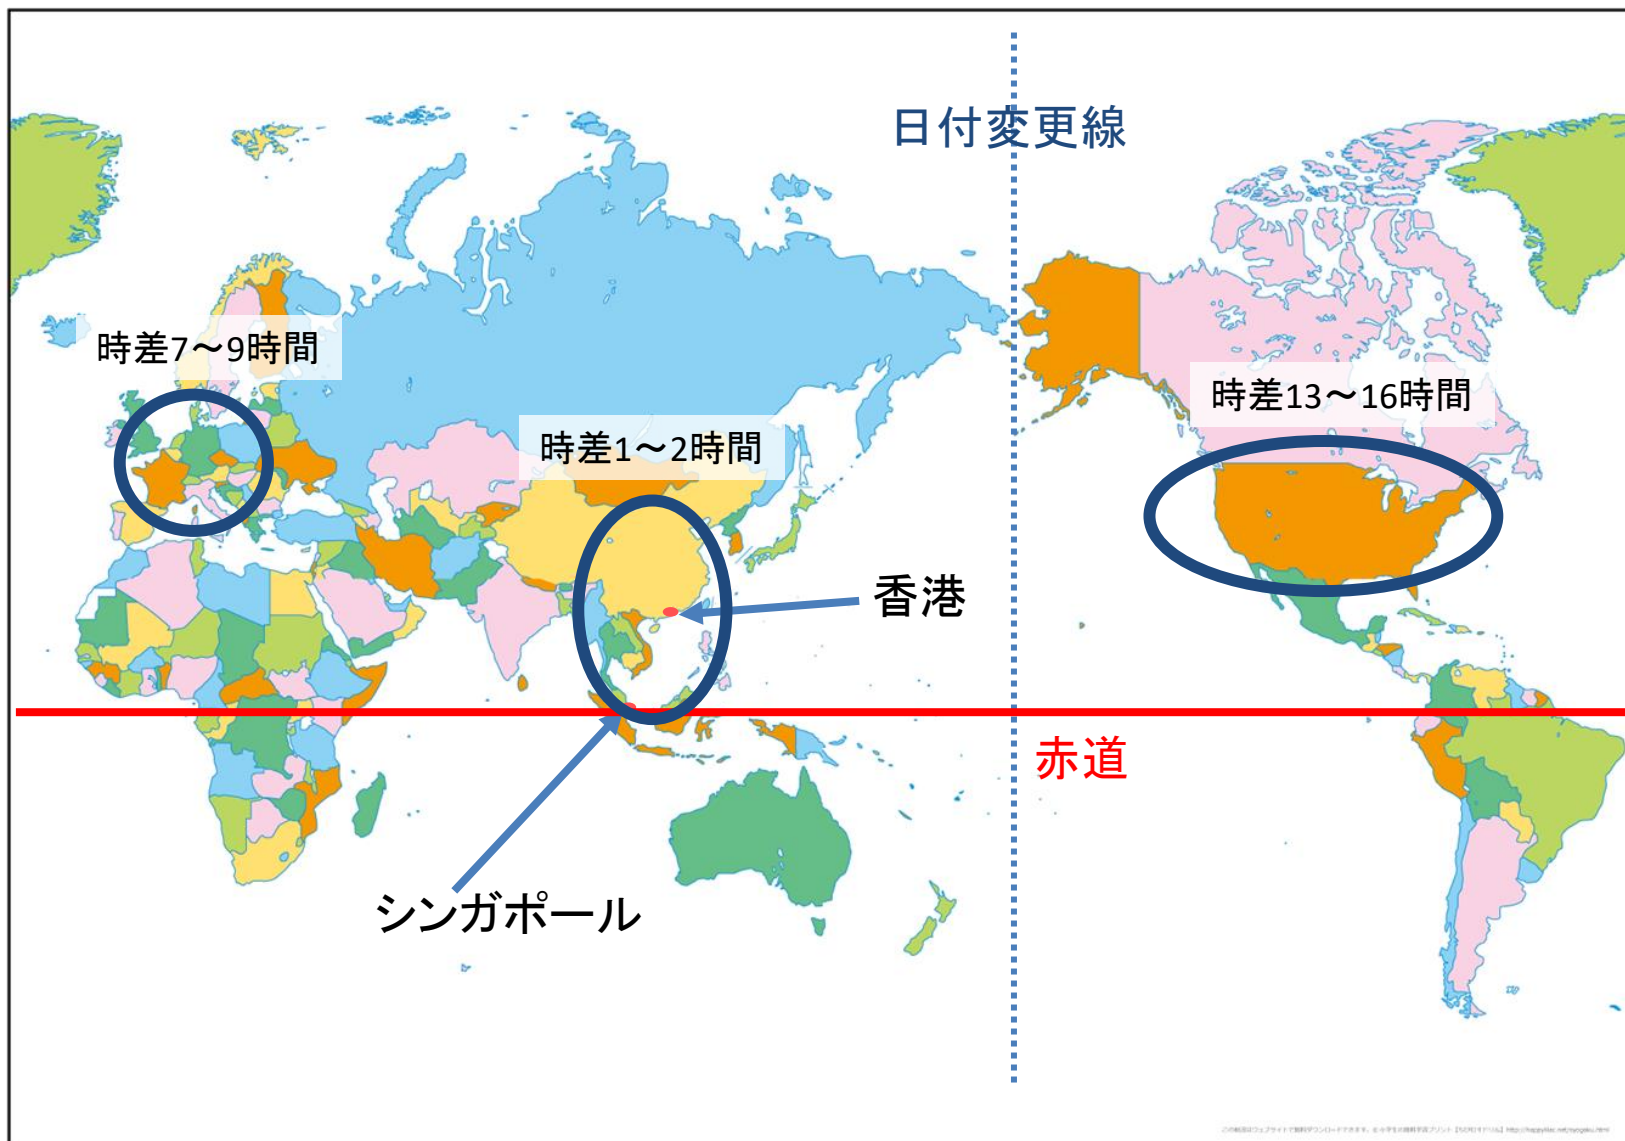 日付変更線
時差7～9時間
時差13～16時間
時差1～2時間
香港
赤道
シンガポール